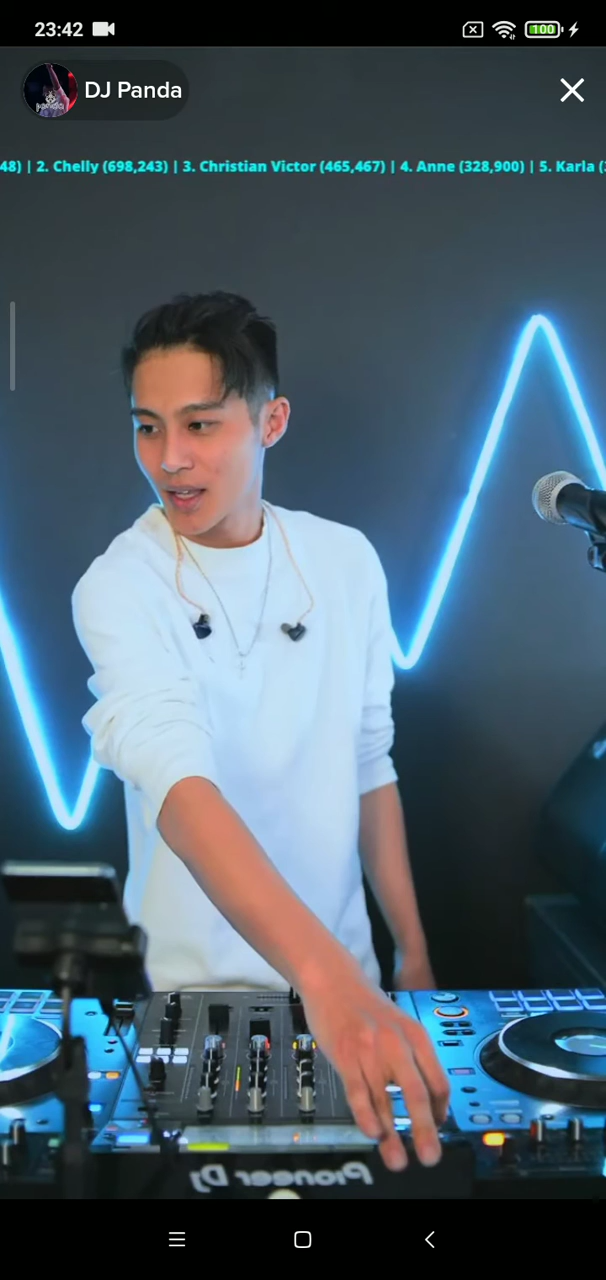 23:42
100
DJ Panda
48) | 2. Chelly (698,243) | 3. Christian Victor (465,467) | 4. Anne (328,900) | 5. Karla (
Pioneer Dj